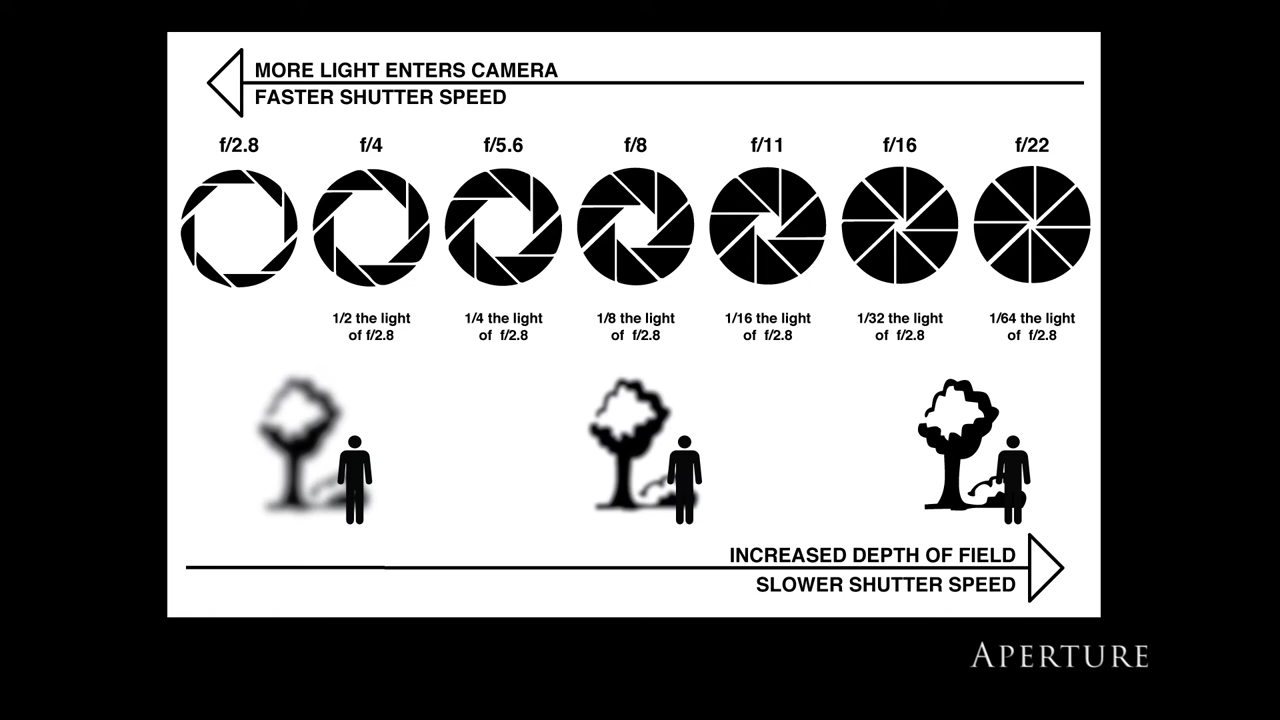 MORE LIGHT ENTERS CAMERA
FASTER SHUTTER SPEED
f/2.8 f/4 f/5.6 f/8 f/11 f/16 f/22
1/2 the light 1/4 the light 1/8 the light 1/16 the light 1/32 the light 1/64 the light
of f/2.8 of f/2.8 of f/2.8 of f/2.8 of f/2.8 of f/2.8
INCREASED DEPTH OF FIELD
SLOWER SHUTTER SPEED
APERTURE